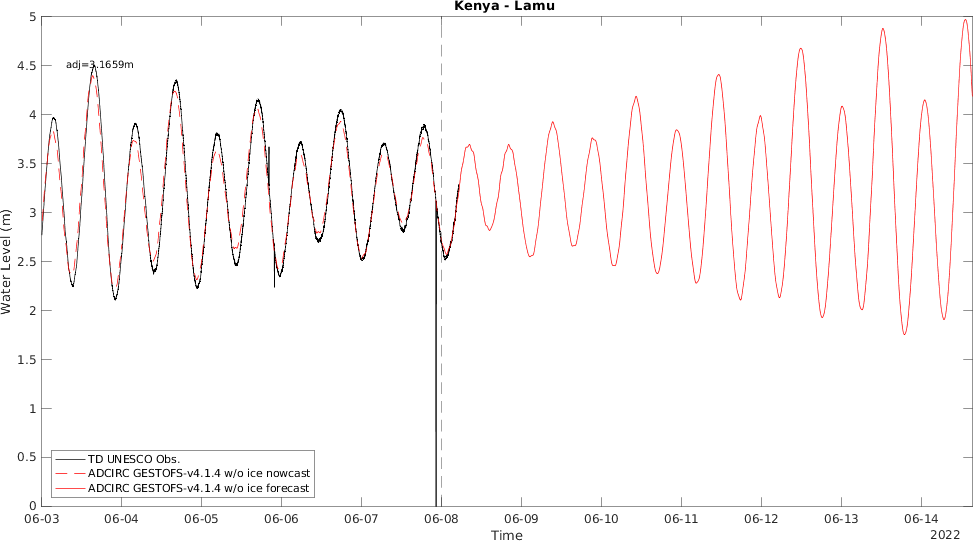 Kenya - Lamu
adj=3.1659m
Water Level (m)
5
4.5
4
3.5
3
2.5
2
1.5
1
0.5
0
TD UNESCO Obs.
ADCIRC GESTOFS-v4.1.4 w/o ice nowcast
ADCIRC GESTOFS-v4.1.4 w/o ice forecast
06-03 06-04 06-05 06-06 06-07 06-08 06-09 06-10 06-11 06-12 06-13 06-14
Time
2022